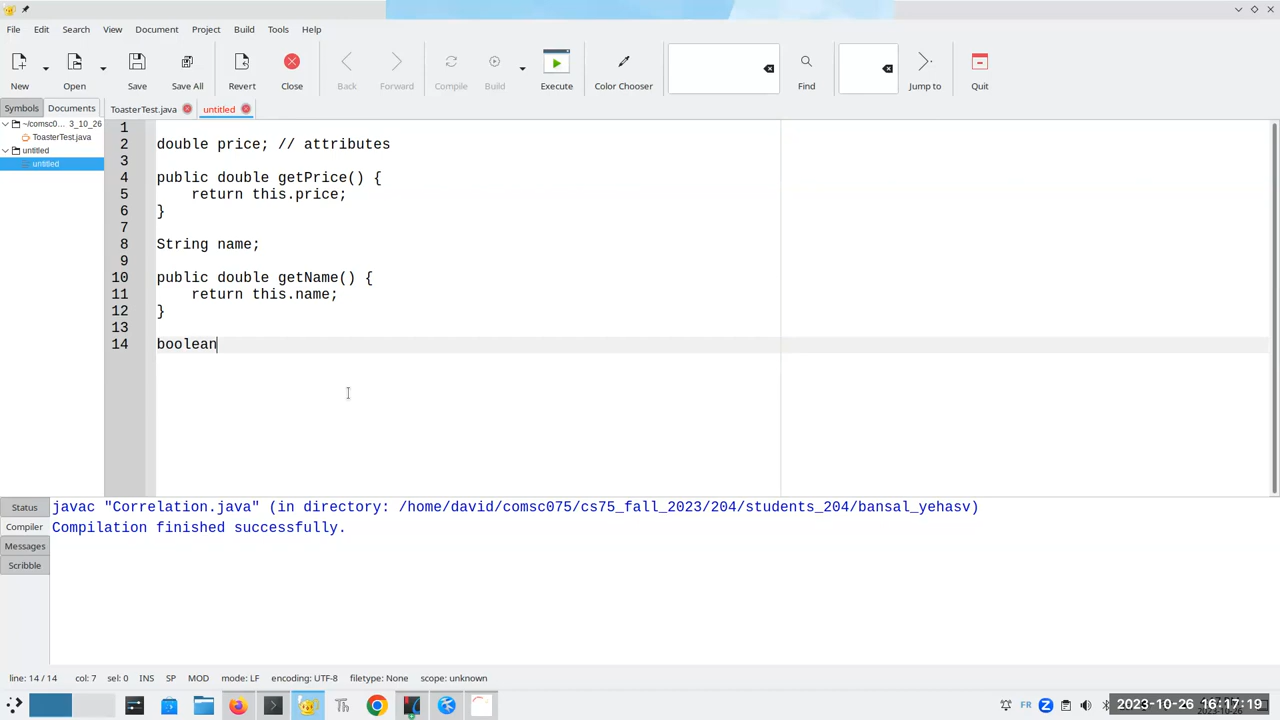 File Edit Search View Document Project Build Tools Help
New Open Save Save All Revert Close Back Forward Compile Build Execute Color Chooser Find Jump to Quit
Symbols Documents
~/comsc0... 3_10_26
ToasterTest.java
untitled
untitled
ToasterTest.java untitled
1
2 double price; // attributes
3
4 public double getPrice() {
5 return this.price;
6 }
7
8 String name;
9
10 public double getName() {
11 return this.name;
12 }
13
14 boolean
Status
Compiler
Messages
Scribble
javac "Correlation.java" (in directory: /home/david/comsc075/cs75_fall_2023/204/students_204/bansal_yehasv)
Compilation finished successfully.
line: 14 / 14 col: 7 sel: 0 INS SP MOD mode: LF encoding: UTF-8 filetype: None scope: unknown
Th FR Z 2023-10-26 16:17:19